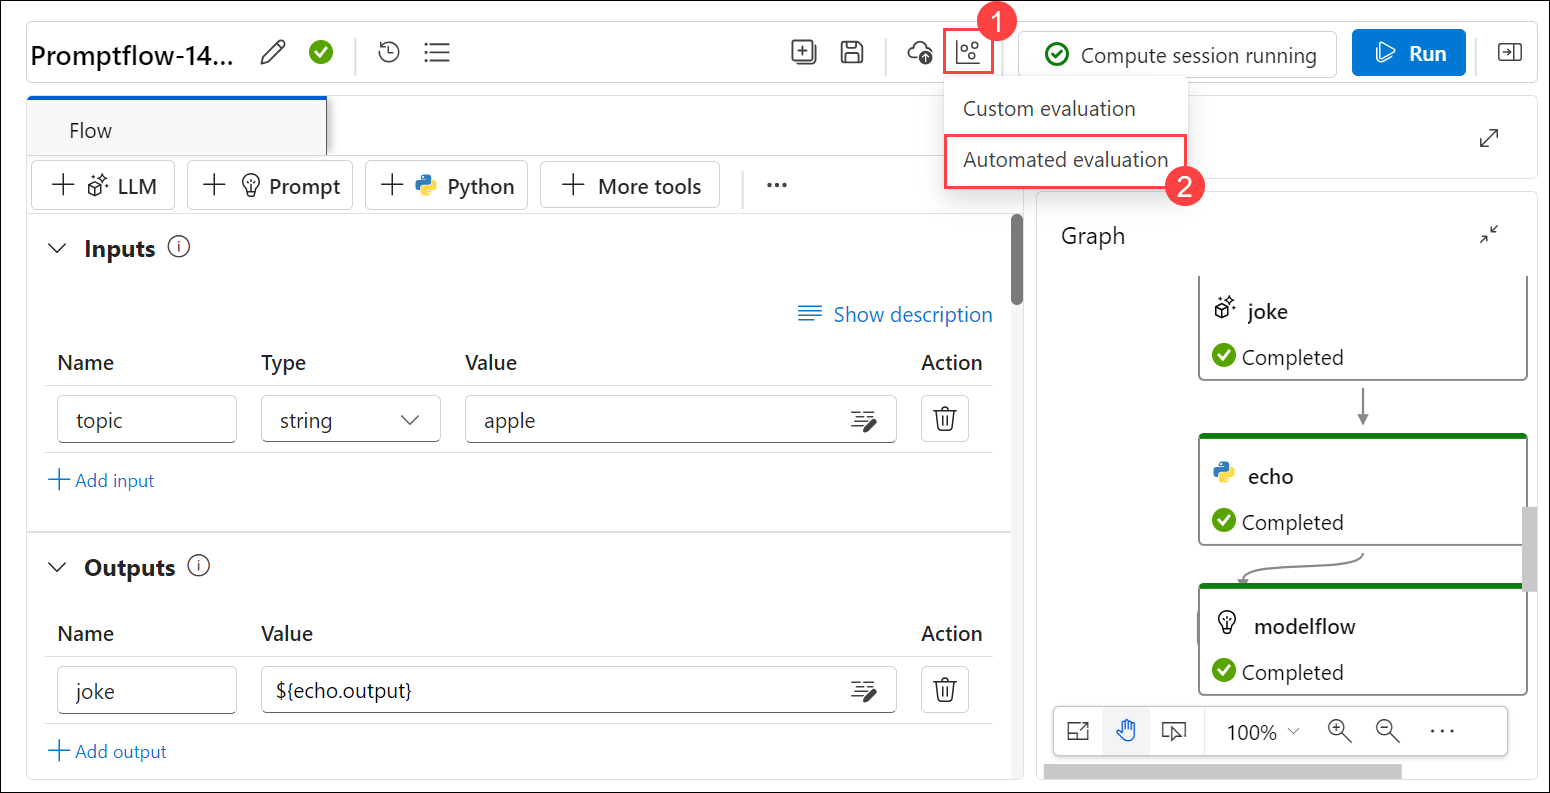 Promptflow-14...
1
Compute session running
Run
Custom evaluation
Automated evaluation
2
Flow
LLM
Prompt
Python
More tools
Inputs
Show description
Name Type Value Action
topic string apple
Add input
Outputs
Name Value Action
joke ${echo.output}
Add output
Graph
joke
Completed
echo
Completed
modelflow
Completed
100%